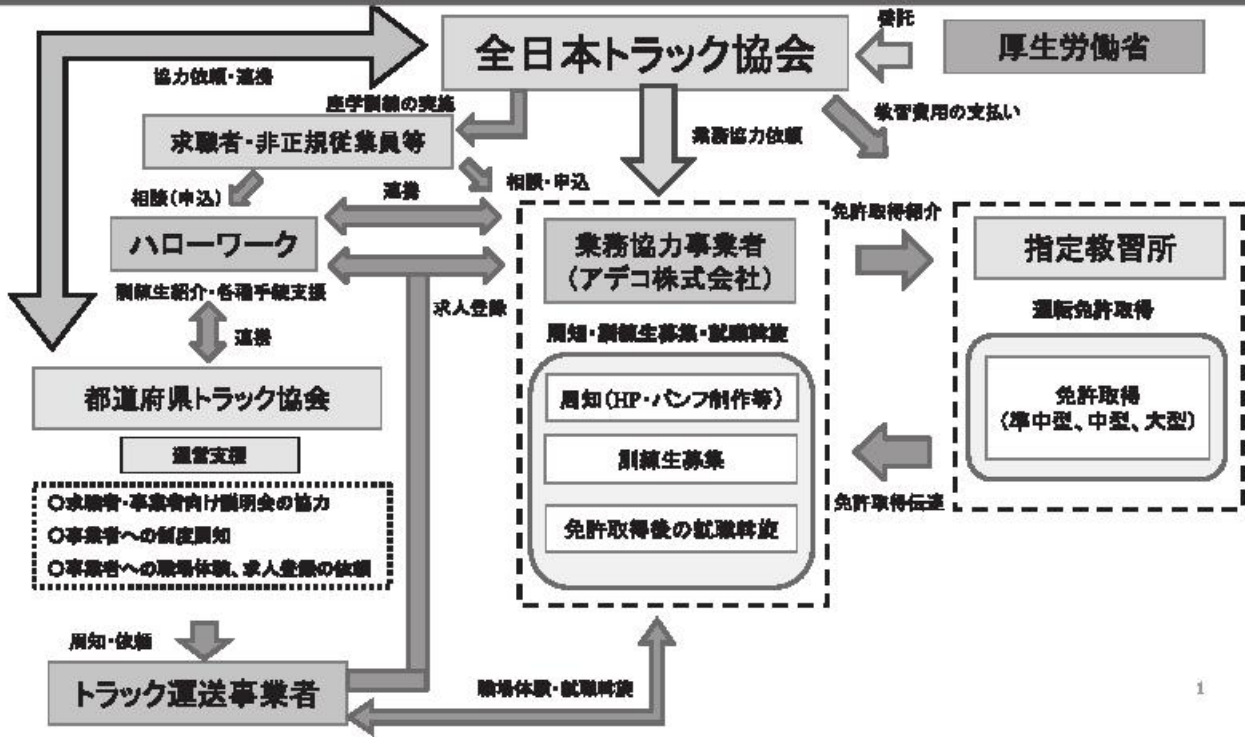 委託
全日本トラック協会
厚生労働省
協力依頼・連携
座学訓練の実施
教習費用の支払い
求職者・非正規従業員等
業務協力依頼
相談(申込)
連携
相談・申込
免許取得紹介
ハローワーク
業務協力事業者
(アデコ株式会社)
指定教習所
訓練生紹介・各種手続支援
求人登録
運転免許取得
連携
周知・訓練生募集・就職斡旋
都道府県トラック協会
周知(HP・パンフ制作等)
免許取得
(準中型、中型、大型)
運営支援
訓練生募集
〇求職者・事業者向け説明会の協力
免許取得伝達
〇事業者への制度周知
免許取得後の就職斡旋
〇事業者への職場体験、求人登録の依頼
周知・依頼
トラック運送事業者
職場体験・就職斡旋
1